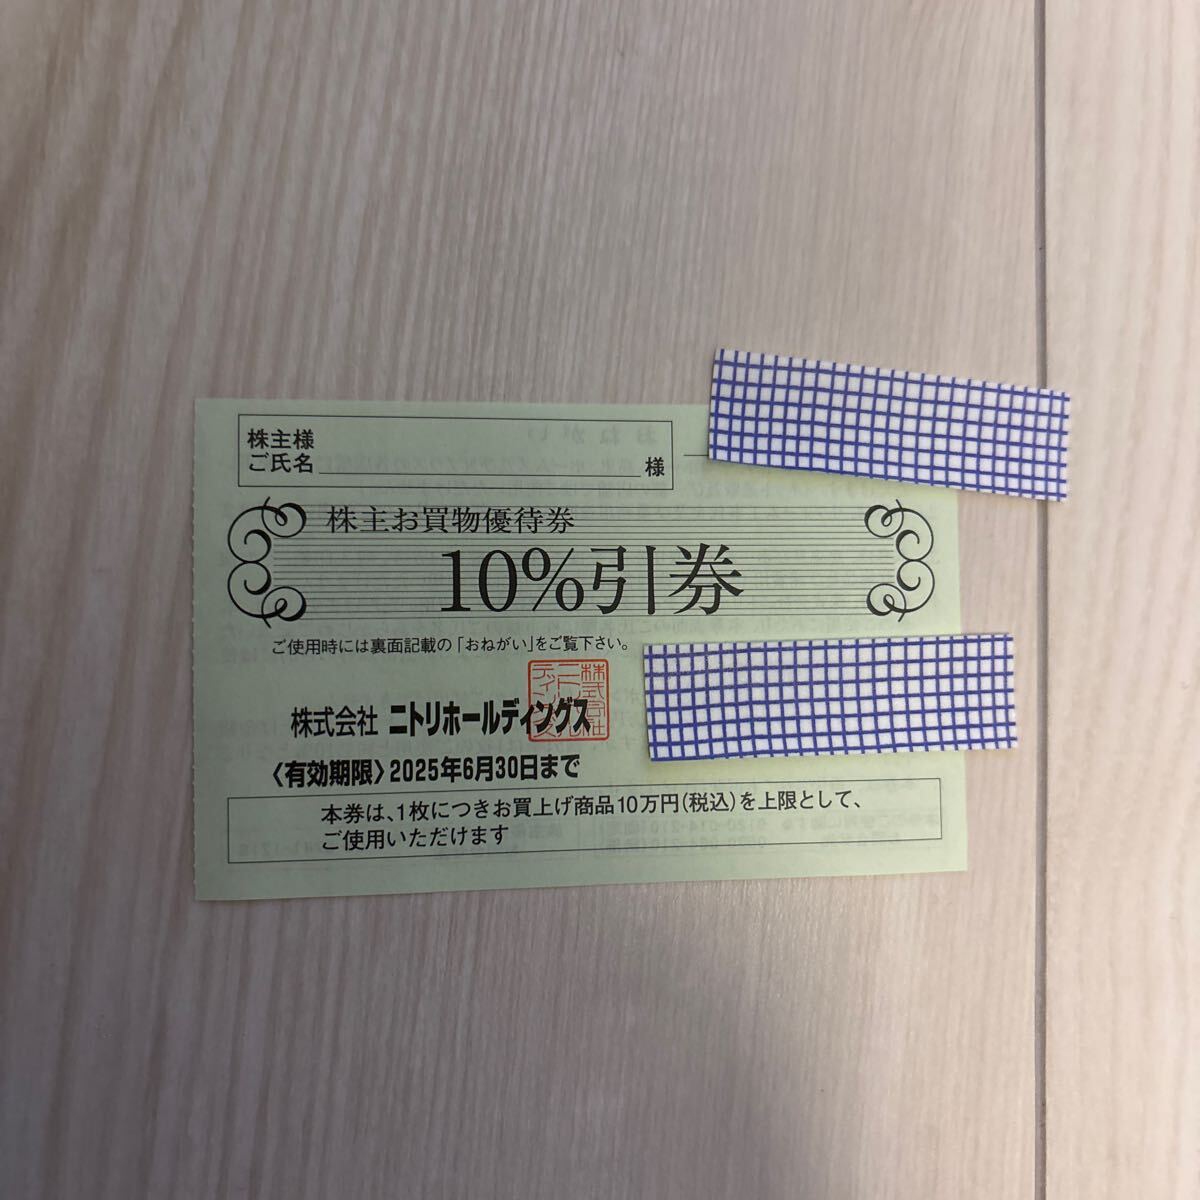 株主様
ご氏名 様
株主お買物優待券
10%引券
ご使用時には裏面記載の「おねがい」をご覧下さい。
株式会社 ニトリホールディングス
〈有効期限〉2025年6月30日まで
本券は、1枚につきお買上げ商品10万円(税込)を上限として、
ご使用いただけます